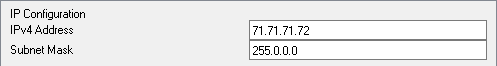 IP Configuration
IPv4 Address 71.71.71.72
Subnet Mask 255.0.0.0